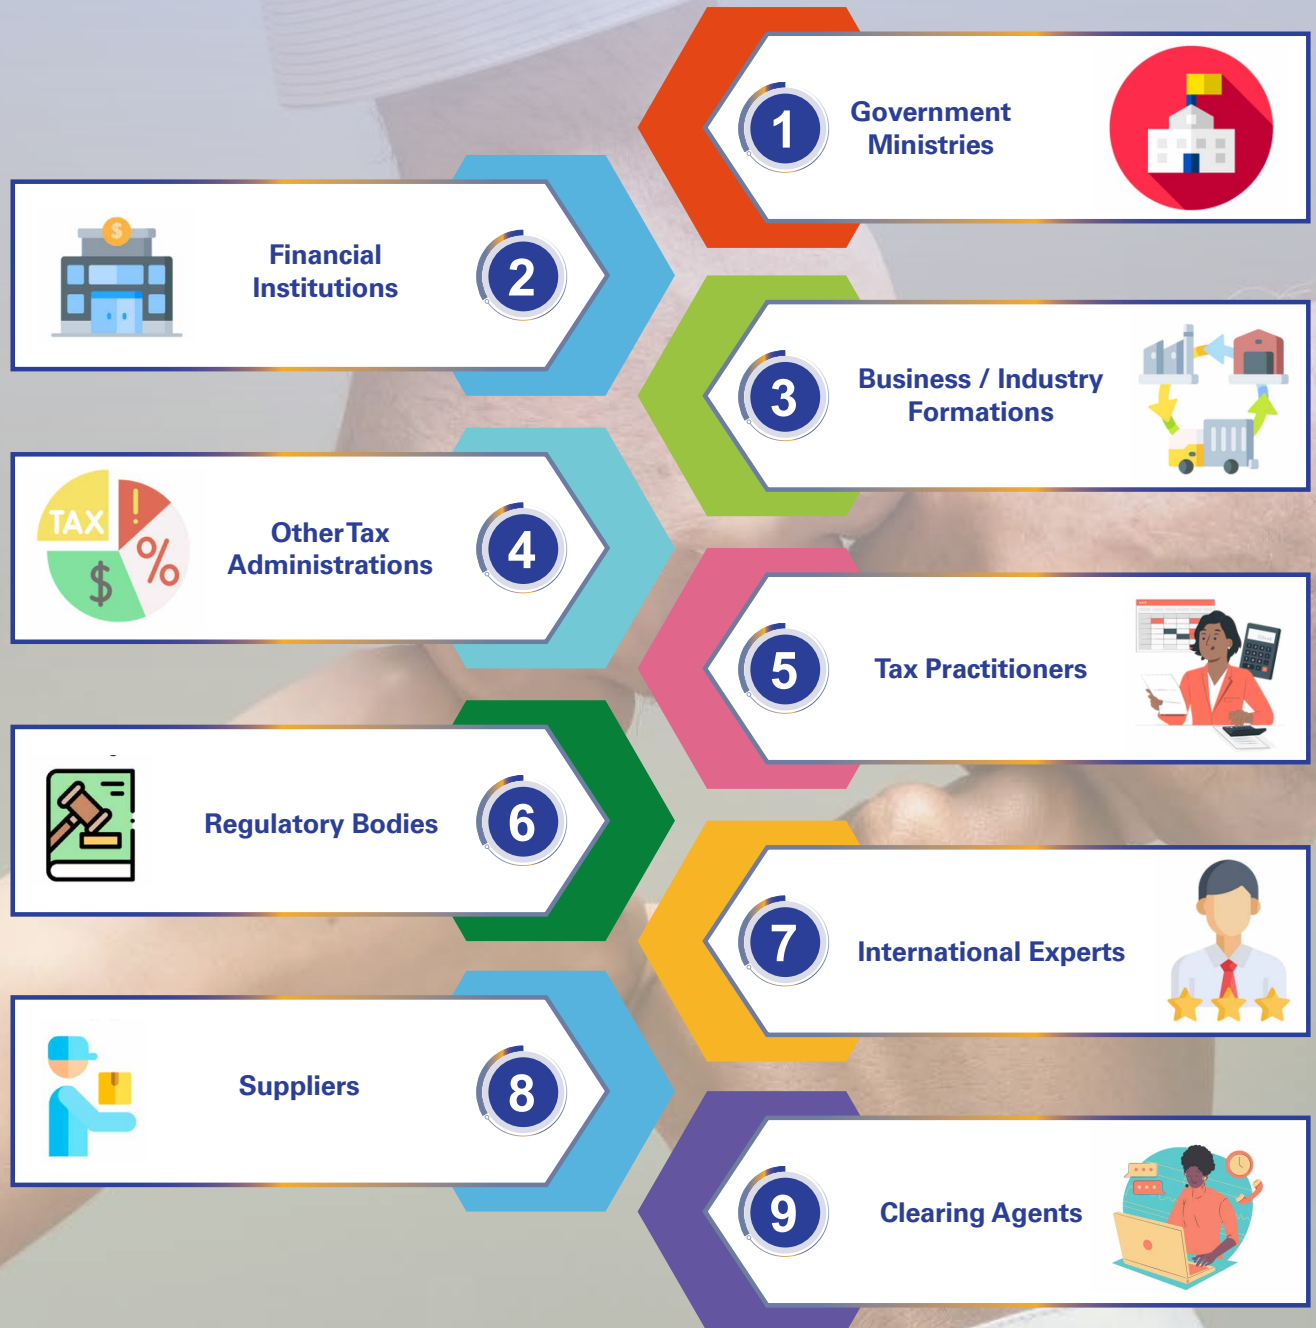 1
Government
Ministries
$
Financial
Institutions
2
3
Business / Industry
Formations
TAX
!
%
$
Other Tax
Administrations
4
5
Tax Practitioners
Regulatory Bodies
6
7
International Experts
Suppliers
8
9
Clearing Agents